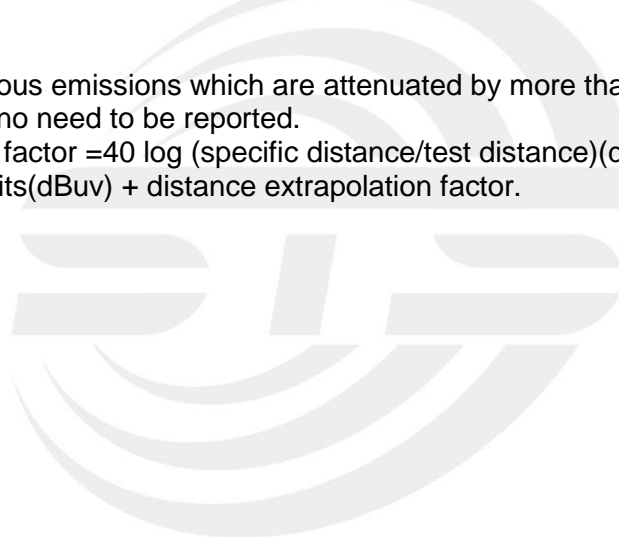 ous emissions which are attenuated by more tha
no need to be reported.
factor =40 log (specific distance/test distance)(d
its(dBuv) + distance extrapolation factor.